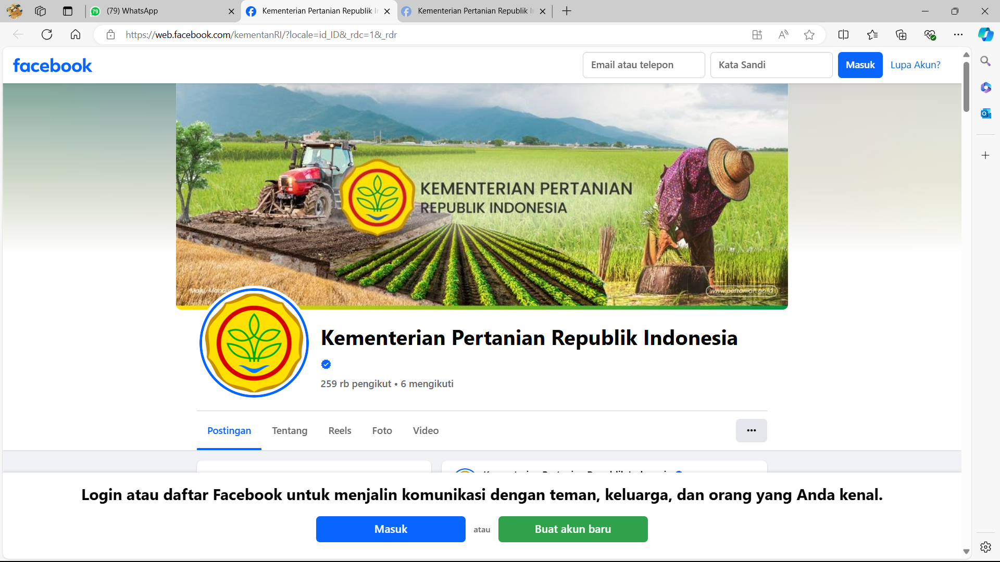 (79) WhatsApp
Kementerian Pertanian Republik I
Kementerian Pertanian Republik I
https://web.facebook.com/kementanRI/?locale=id_ID&_rdc=1&_rdr
facebook
Email atau telepon
Kata Sandi
Masuk
Lupa Akun?
KEMENTERIAN PERTANIAN
REPUBLIK INDONESIA
www.pertanian.go.id
Kementerian Pertanian Republik Indonesia
259 rb pengikut • 6 mengikuti
Postingan
Tentang
Reels
Foto
Video
Login atau daftar Facebook untuk menjalin komunikasi dengan teman, keluarga, dan orang yang Anda kenal.
Masuk
atau
Buat akun baru